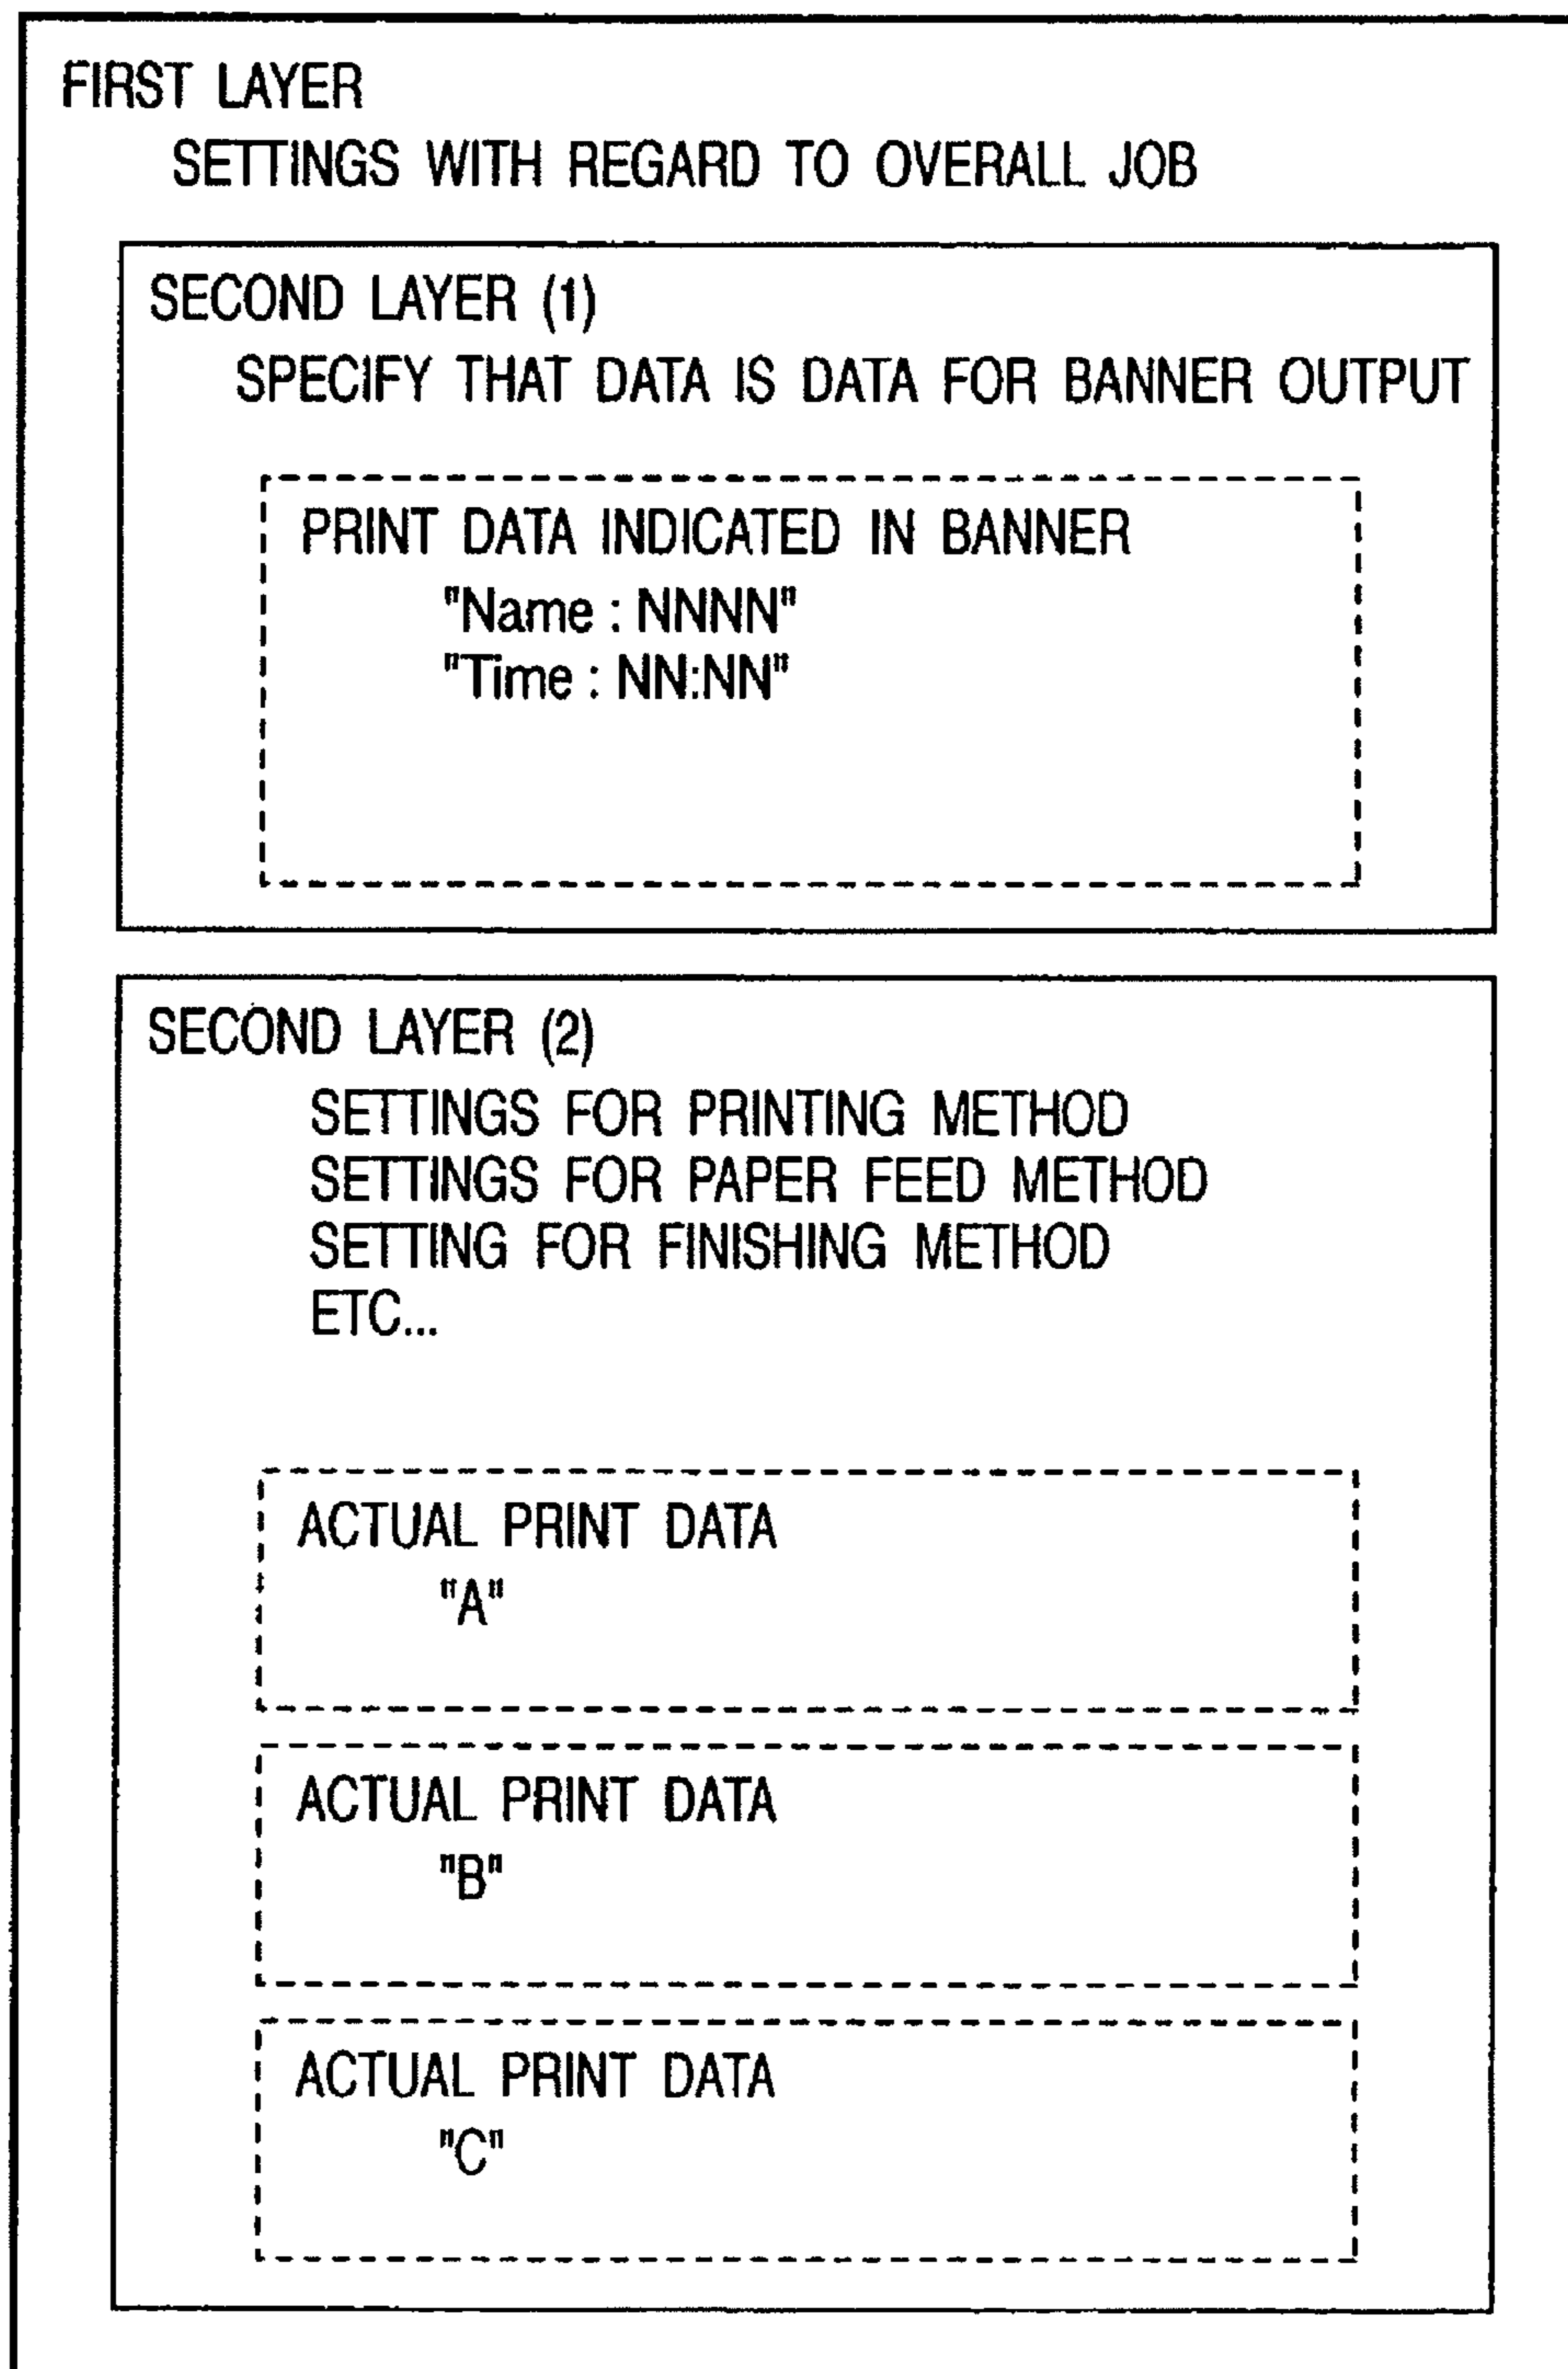 FIRST LAYER
SETTINGS WITH REGARD TO OVERALL JOB
SECOND LAYER (1)
SPECIFY THAT DATA IS DATA FOR BANNER OUTPUT
PRINT DATA INDICATED IN BANNER
"Name : NNNN"
"Time : NN:NN"
SECOND LAYER (2)
SETTINGS FOR PRINTING METHOD
SETTINGS FOR PAPER FEED METHOD
SETTING FOR FINISHING METHOD
ETC...
ACTUAL PRINT DATA
"A"
ACTUAL PRINT DATA
"B"
ACTUAL PRINT DATA
"C"